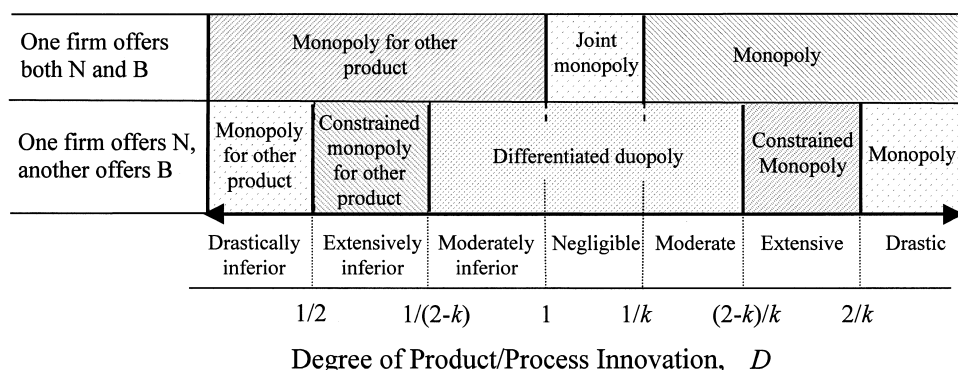 One firm offers
both N and B
Monopoly for other
product
Joint
monopoly
Monopoly
One firm offers N,
another offers B
Monopoly
for other
product
Constrained
monopoly
for other
product
Differentiated duopoly
Constrained
Monopoly
Monopoly
Drastically
inferior
Extensively
inferior
Moderately
inferior
Negligible
Moderate
Extensive
Drastic
1/2
1/(2-k)
1
1/k
(2-k)/k
2/k
Degree of Product/Process Innovation, D